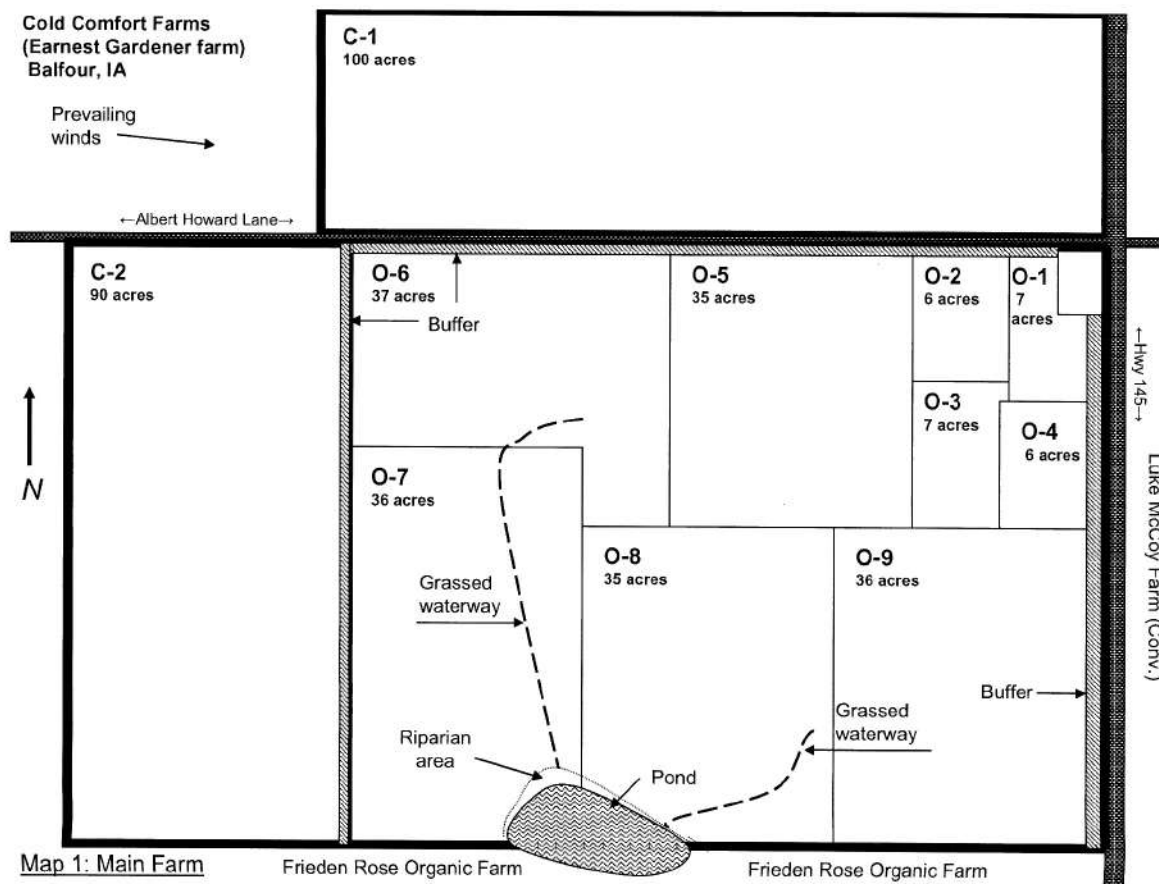 Cold Comfort Farms
(Earnest Gardener farm)
Balfour, IA
Prevailing
winds
C-1
100 acres
←Albert Howard Lane→
C-2
90 acres
O-6
37 acres
Buffer
O-5
35 acres
O-2
6 acres
O-1
7
acres
←Hwy 145→
O-3
7 acres
O-4
6 acres
N
O-7
36 acres
Luke McCoy Farm (Conv.)
O-8
35 acres
O-9
36 acres
Grassed
waterway
Buffer
Grassed
waterway
Riparian
area
Pond
Map 1: Main Farm
Frieden Rose Organic Farm
Frieden Rose Organic Farm